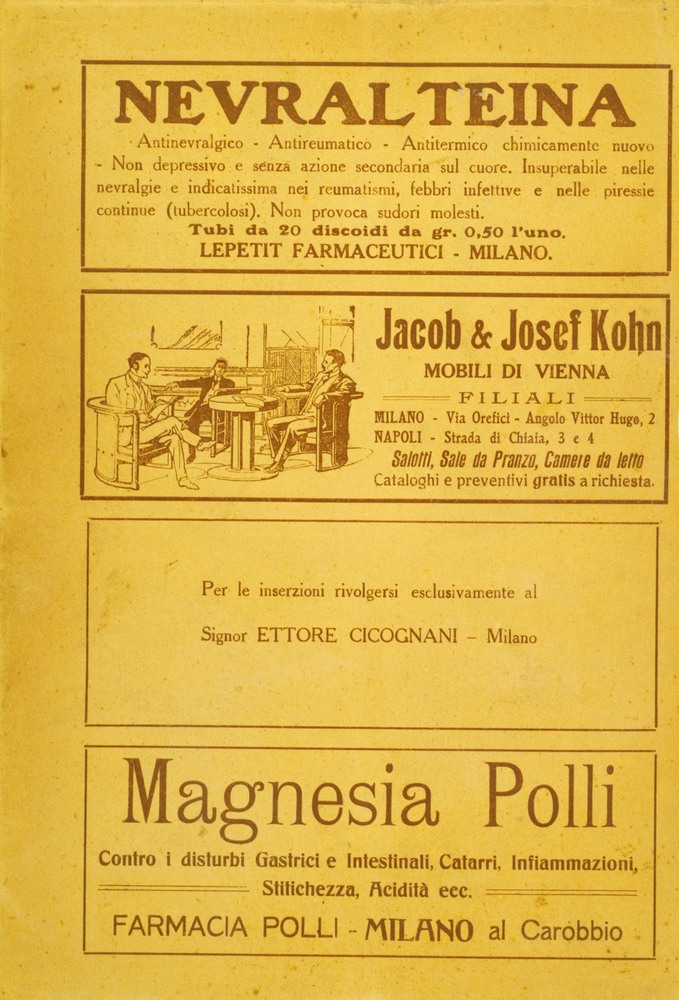 NEVRALTEINA
Antinevralgico - Antireumatico - Antitermico chimicamente nuovo
- Non depressivo e senza azione secondaria sul cuore. Insuperabile nelle
nevralgie e indicatissima nei reumatismi, febbri infettive e nelle piressie
continue (tubercolosi). Non provoca sudori molesti.
Tubi da 20 discoidi da gr. 0,50 l'uno.
LEPETIT FARMACEUTICI - MILANO.
Jacob & Josef Kohn
MOBILI DI VIENNA
FILIALI
MILANO - Via Orefici - Angolo Vittor Hugo, 2
NAPOLI - Strada di Chiaia, 3 e 4
Salotti, Sale da Pranzo, Camere da letto
Cataloghi e preventivi gratis a richiesta.
Per le inserzioni rivolgersi esclusivamente al
Signor ETTORE CICOGNANI - Milano
Magnesia Polli
Contro i disturbi Gastrici e Intestinali, Catarri, Infiammazioni,
Stitichezza, Acidità ecc.
FARMACIA POLLI - MILANO al Carobbio